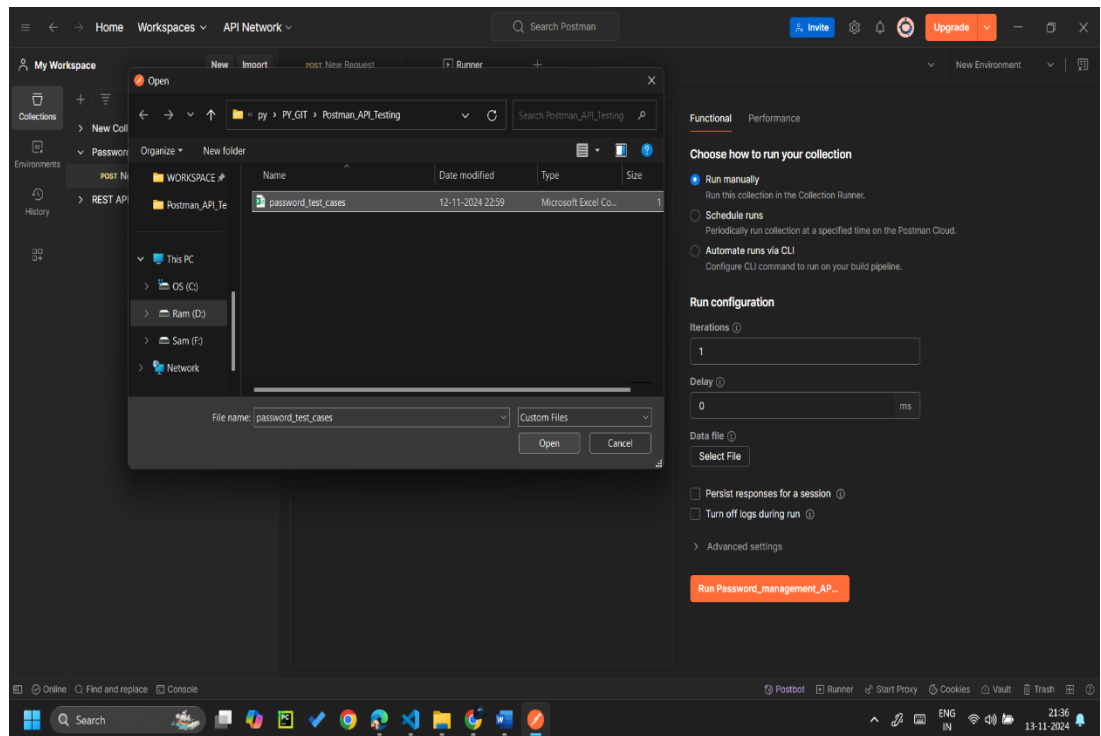 Home Workspaces API Network Search Postman Invite Upgrade
My Workspace New Import POST New Request Runner New Environment
Open
Collections
Environments
History
New Coll
Password
POST N
REST AP
« py > PY_GIT > Postman_API_Testing Search Postman_API_Testing
Organize New folder
WORKSPACE
Postman_API_Te
This PC
OS (C:)
Ram (D:)
Sam (F:)
Network
Name Date modified Type Size
password_test_cases 12-11-2024 22:59 Microsoft Excel Co... 1
File name: password_test_cases Custom Files
Open Cancel
Functional Performance
Choose how to run your collection
Run manually
Run this collection in the Collection Runner.
Schedule runs
Periodically run collection at a specified time on the Postman Cloud.
Automate runs via CLI
Configure CLI command to run on your build pipeline.
Run configuration
Iterations
1
Delay
0 ms
Data file
Select File
Persist responses for a session
Turn off logs during run
Advanced settings
Run Password_management_AP...
Online Find and replace Console Postbot Runner Start Proxy Cookies Vault Trash
Search ENG 21:36
IN 13-11-2024